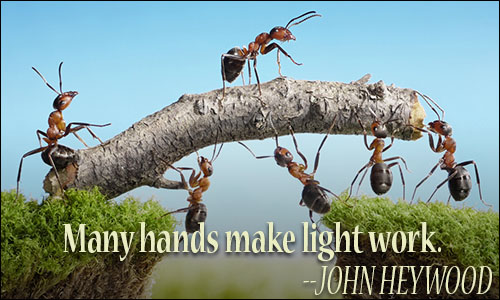 Many hands make light work.
--JOHN HEYWOOD